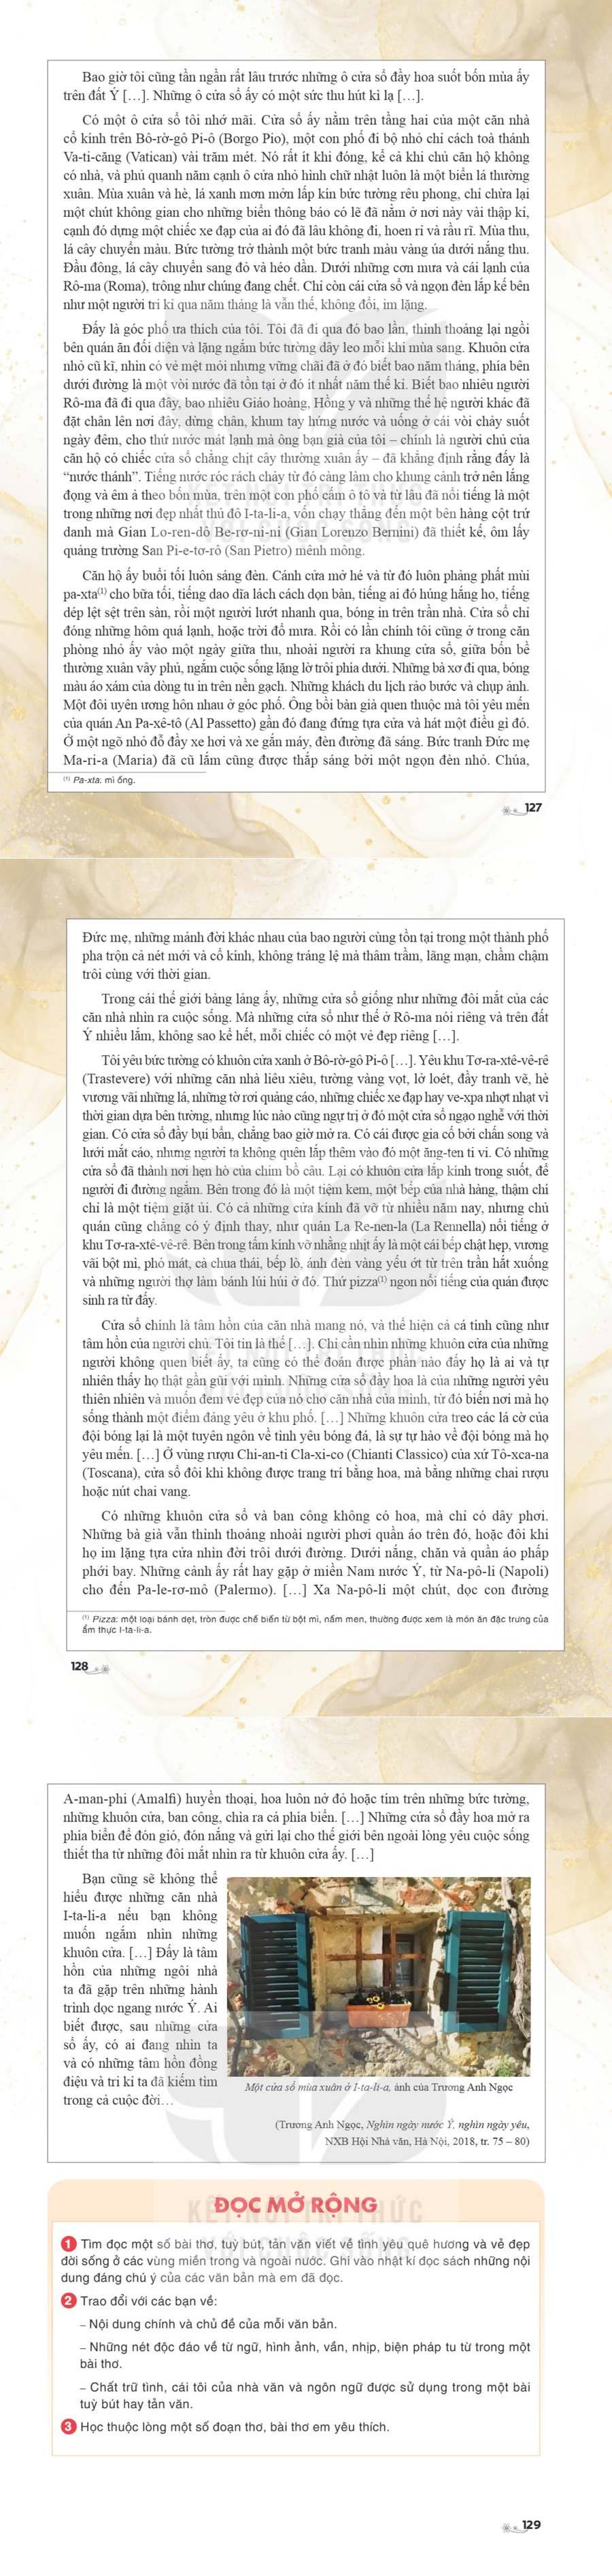 Bao giờ tôi cũng tần ngần rất lâu trước những ô cửa sổ đầy hoa suốt bốn mùa ấy
trên đất Ý […]. Những ô cửa sổ ấy có một sức thu hút kì lạ […].
Có một ô cửa sổ tôi nhớ mãi. Cửa sổ ấy nằm trên tầng hai của một căn nhà
cổ kính trên Bô-rờ-gô Pi-ô (Borgo Pio), một con phố đi bộ nhỏ chỉ cách toà thánh
Va-ti-căng (Vatican) vài trăm mét. Nó rất ít khi đóng, kể cả khi chủ căn hộ không
có nhà, và phủ quanh năm cạnh ô cửa nhỏ hình chữ nhật luôn là một biển lá thường
xuân. Mùa xuân và hè, lá xanh mơn mởn lấp kín bức tường rêu phong, chỉ chừa lại
một chút không gian cho những biển thông báo có lẽ đã nằm ở nơi này vài thập kỉ,
cạnh đó dựng một chiếc xe đạp của ai đó đã lâu không đi, hoen rỉ và rầu rĩ. Mùa thu,
lá cây chuyển màu. Bức tường trở thành một bức tranh màu vàng úa dưới nắng thu.
Đầu đông, lá cây chuyển sang đỏ và héo dần. Dưới những cơn mưa và cái lạnh của
Rô-ma (Roma), trông như chúng đang chết. Chỉ còn cái cửa sổ và ngọn đèn lắp kế bên
như một người tri kỉ qua năm tháng là vẫn thế, không đổi, im lặng.
Đấy là góc phố ưa thích của tôi. Tôi đã đi qua đó bao lần, thỉnh thoảng lại ngồi
bên quán ăn đối diện và lặng ngắm bức tường dây leo mỗi khi mùa sang. Khuôn cửa
nhỏ cũ kĩ, nhìn có vẻ mệt mỏi nhưng vững chãi đã ở đó biết bao năm tháng, phía bên
dưới đường là một vòi nước đã tồn tại ở đó ít nhất năm thế kỉ. Biết bao nhiêu người
Rô-ma đã đi qua đây, bao nhiêu Giáo hoàng, Hồng y và những thế hệ người khác đã
đặt chân lên nơi đây, dừng chân, khum tay hứng nước và uống ở cái vòi chảy suốt
ngày đêm, cho thứ nước mát lạnh mà ông bạn già của tôi – chính là người chủ của
căn hộ có chiếc cửa sổ chằng chịt cây thường xuân ấy – đã khẳng định rằng đấy là
“nước thánh”. Tiếng nước róc rách chảy từ đó càng làm cho khung cảnh trở nên lắng
đọng và êm ả theo bốn mùa, trên một con phố cấm ô tô và từ lâu đã nổi tiếng là một
trong những nơi đẹp nhất thủ đô I-ta-li-a, vốn chạy thẳng đến một bên hàng cột trứ
danh mà Gian Lo-ren-dô Be-rơ-ni-ni (Gian Lorenzo Bernini) đã thiết kế, ôm lấy
quảng trường San Pi-e-tơ-rô (San Pietro) mênh mông.
Căn hộ ấy buổi tối luôn sáng đèn. Cánh cửa mở hé và từ đó luôn phảng phất mùi
pa-xta⁽¹⁾ cho bữa tối, tiếng dao dĩa lách cách dọn bàn, tiếng ai đó húng hắng ho, tiếng
dép lệt sệt trên sàn, rồi một người lướt nhanh qua, bóng in trên trần nhà. Cửa sổ chỉ
đóng những hôm quá lạnh, hoặc trời đổ mưa. Rồi có lần chính tôi cũng ở trong căn
phòng nhỏ ấy vào một ngày giữa thu, nhoài người ra khung cửa sổ, giữa bốn bề
thường xuân vây phủ, ngắm cuộc sống lặng lờ trôi phía dưới. Những bà xơ đi qua, bóng
màu áo xám của dòng tu in trên nền gạch. Những khách du lịch rảo bước và chụp ảnh.
Một đôi uyên ương hôn nhau ở góc phố. Ông bồi bàn già quen thuộc mà tôi yêu mến
của quán An Pa-xê-tô (Al Passetto) gần đó đang đứng tựa cửa và hát một điều gì đó.
Ở một ngõ nhỏ đỗ đầy xe hơi và xe gắn máy, đèn đường đã sáng. Bức tranh Đức mẹ
Ma-ri-a (Maria) đã cũ lắm cũng được thắp sáng bởi một ngọn đèn nhỏ. Chúa,
⁽¹⁾ Pa-xta: mì ống.
127
Đức mẹ, những mảnh đời khác nhau của bao người cùng tồn tại trong một thành phố
pha trộn cả nét mới và cổ kính, không tráng lệ mà thâm trầm, lãng mạn, chầm chậm
trôi cùng với thời gian.
Trong cái thế giới bảng lảng ấy, những cửa sổ giống như những đôi mắt của các
căn nhà nhìn ra cuộc sống. Mà những cửa sổ như thế ở Rô-ma nói riêng và trên đất
Ý nhiều lắm, không sao kể hết, mỗi chiếc có một vẻ đẹp riêng […].
Tôi yêu bức tường có khuôn cửa xanh ở Bô-rờ-gô Pi-ô […]. Yêu khu Tơ-ra-xtê-vê-rê
(Trastevere) với những căn nhà liêu xiêu, tường vàng vọt, lở loét, đầy tranh vẽ, hè
vương vãi những lá, những tờ rơi quảng cáo, những chiếc xe đạp hay ve-xpa nhợt nhạt vì
thời gian dựa bên tường, nhưng lúc nào cũng ngự trị ở đó một cửa sổ ngạo nghễ với thời
gian. Có cửa sổ đầy bụi bẩn, chẳng bao giờ mở ra. Có cái được gia cố bởi chấn song và
lưới mắt cáo, nhưng người ta không quên lắp thêm vào đó một ăng-ten ti vi. Có những
cửa sổ đã thành nơi hẹn hò của chim bồ câu. Lại có khuôn cửa lắp kính trong suốt, để
người đi đường ngắm. Bên trong đó là một tiệm kem, một bếp của nhà hàng, thậm chí
chỉ là một tiệm giặt ủi. Có cả những cửa kính đã vỡ từ nhiều năm nay, nhưng chủ
quán cũng chẳng có ý định thay, như quán La Re-nen-la (La Rennella) nổi tiếng ở
khu Tơ-ra-xtê-vê-rê. Bên trong tấm kính vỡ nhằng nhịt ấy là một cái bếp chật hẹp, vương
vãi bột mì, phô mát, cà chua thái, bếp lò, ánh đèn vàng yếu ớt từ trên trần hắt xuống
và những người thợ làm bánh lúi húi ở đó. Thứ pizza⁽¹⁾ ngon nổi tiếng của quán được
sinh ra từ đấy.
Cửa sổ chính là tâm hồn của căn nhà mang nó, và thể hiện cả cá tính cũng như
tâm hồn của người chủ. Tôi tin là thế […]. Chỉ cần nhìn những khuôn cửa của những
người không quen biết ấy, ta cũng có thể đoán được phần nào đấy họ là ai và tự
nhiên thấy họ thật gần gũi với mình. Những cửa sổ đầy hoa là của những người yêu
thiên nhiên và muốn đem vẻ đẹp của nó cho căn nhà của mình, từ đó biến nơi mà họ
sống thành một điểm đáng yêu ở khu phố. […] Những khuôn cửa treo các lá cờ của
đội bóng lại là một tuyên ngôn về tình yêu bóng đá, là sự tự hào về đội bóng mà họ
yêu mến. […] Ở vùng rượu Chi-an-ti Cla-xi-co (Chianti Classico) của xứ Tô-xca-na
(Toscana), cửa sổ đôi khi không được trang trí bằng hoa, mà bằng những chai rượu
hoặc nút chai vang.
Có những khuôn cửa sổ và ban công không có hoa, mà chỉ có dây phơi.
Những bà già vẫn thỉnh thoảng nhoài người phơi quần áo trên đó, hoặc đôi khi
họ im lặng tựa cửa nhìn đời trôi dưới đường. Dưới nắng, chăn và quần áo phấp
phới bay. Những cảnh ấy rất hay gặp ở miền Nam nước Ý, từ Na-pô-li (Napoli)
cho đến Pa-le-rơ-mô (Palermo). […] Xa Na-pô-li một chút, dọc con đường
⁽¹⁾ Pizza: một loại bánh dẹt, tròn được chế biến từ bột mì, nấm men, thường được xem là món ăn đặc trưng của
ẩm thực I-ta-li-a.
128
A-man-phi (Amalfi) huyền thoại, hoa luôn nở đỏ hoặc tím trên những bức tường,
những khuôn cửa, ban công, chìa ra cả phía biển. […] Những cửa sổ đầy hoa mở ra
phía biển để đón gió, đón nắng và gửi lại cho thế giới bên ngoài lòng yêu cuộc sống
thiết tha từ những đôi mắt nhìn ra từ khuôn cửa ấy. […]
Bạn cũng sẽ không thể
hiểu được những căn nhà
I-ta-li-a nếu bạn không
muốn ngắm nhìn những
khuôn cửa. […] Đấy là tâm
hồn của những ngôi nhà
ta đã gặp trên những hành
trình dọc ngang nước Ý. Ai
biết được, sau những cửa
sổ ấy, có ai đang nhìn ta
và có những tâm hồn đồng
điệu và tri kỉ ta đã kiếm tìm
trong cả cuộc đời…
Một cửa sổ mùa xuân ở I-ta-li-a, ảnh của Trương Anh Ngọc
(Trương Anh Ngọc, Nghìn ngày nước Ý, nghìn ngày yêu,
NXB Hội Nhà văn, Hà Nội, 2018, tr. 75 – 80)
KẾT NỐI TRI THỨC
VỚI CUỘC SỐNG
ĐỌC MỞ RỘNG
1 Tìm đọc một số bài thơ, tuỳ bút, tản văn viết về tình yêu quê hương và vẻ đẹp
đời sống ở các vùng miền trong và ngoài nước. Ghi vào nhật kí đọc sách những nội
dung đáng chú ý của các văn bản mà em đã đọc.
2 Trao đổi với các bạn về:
– Nội dung chính và chủ đề của mỗi văn bản.
– Những nét độc đáo về từ ngữ, hình ảnh, vần, nhịp, biện pháp tu từ trong một
bài thơ.
– Chất trữ tình, cái tôi của nhà văn và ngôn ngữ được sử dụng trong một bài
tuỳ bút hay tản văn.
3 Học thuộc lòng một số đoạn thơ, bài thơ em yêu thích.
129